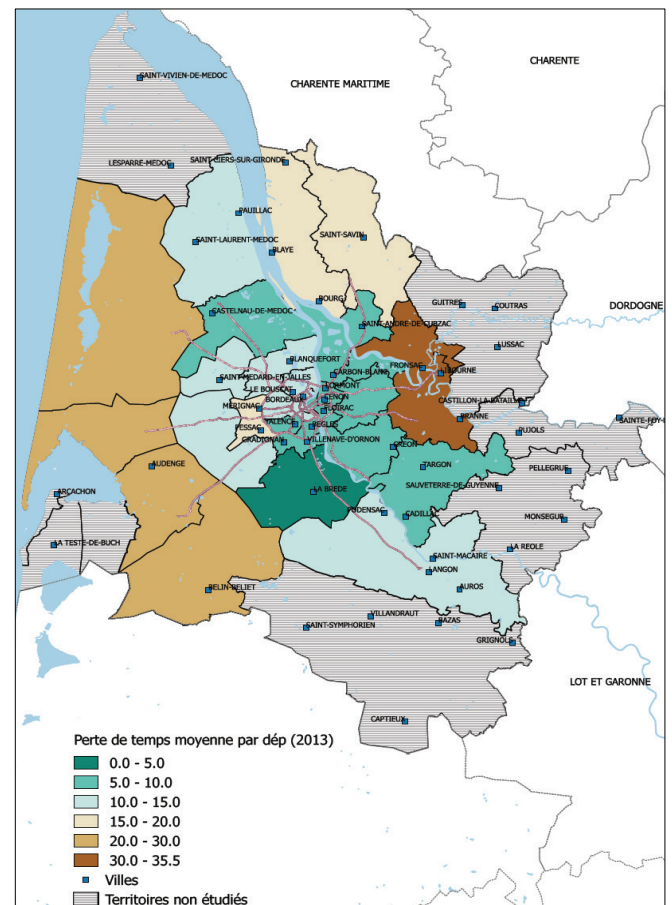 CHARENTE
CHARENTE MARITIME
SAINT-VIVIEN-DE-MEDOC
LESPARRE-MEDOC
SAINT-CIERS-SUR-GIRONDE
PAUILLAC
SAINT-SAVIN
SAINT-LAURENT-MEDOC
BLAYE
BOURG
GUITRES
COUTRAS
DORDOGNE
CASTELNAU-DE-MEDOC
SAINT-ANDRE-DE-CUBZAC
LUSSAC
BLANQUEFORT
FRONSAC
LIBOURNE
CARBON-BLANC
SAINT-MEDARD-EN-JALLES
LE BOUSCAT
LORMONT
BORDEAUX
CENON
CASTILLON-LA-BATAILLE
MERIGNAC
FLOIRAC
BRANNE
SAINTE-FOY-L
PESSAC
TALENCE
BEGLES
PUJOLS
GRADIGNAN
VILLENAVE-D'ORNON
CREON
AUDENGE
TARGON
PELLEGRUE
SAUVETERRE-DE-GUYENNE
ARCACHON
LA BREDE
PODENSAC
CADILLAC
MONSEGUR
LA TESTE-DE-BUCH
LA REOLE
SAINT-MACAIRE
LANGON
BELIN-BELIET
AUROS
VILLANDRAUT
SAINT-SYMPHORIEN
BAZAS
GRIGNOLS
LOT ET GARONNE
CAPTIEUX
Perte de temps moyenne par dép (2013)
0.0 - 5.0
5.0 - 10.0
10.0 - 15.0
15.0 - 20.0
20.0 - 30.0
30.0 - 35.5
Villes
Territoires non étudiés